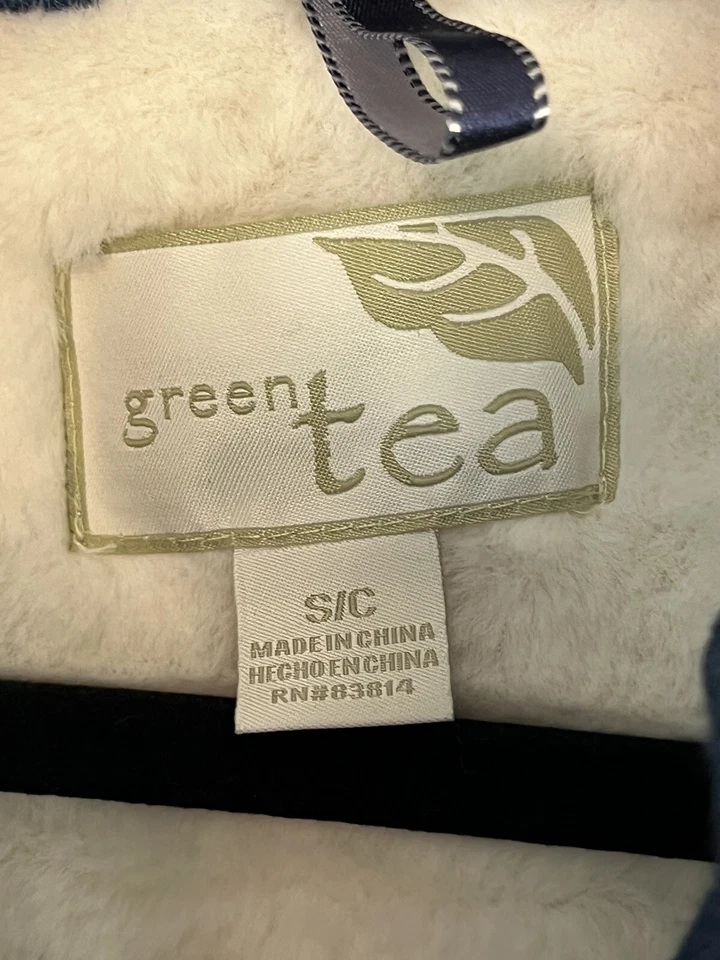 green tea
S/C
MADE IN CHINA
HECHO EN CHINA
RN#83814